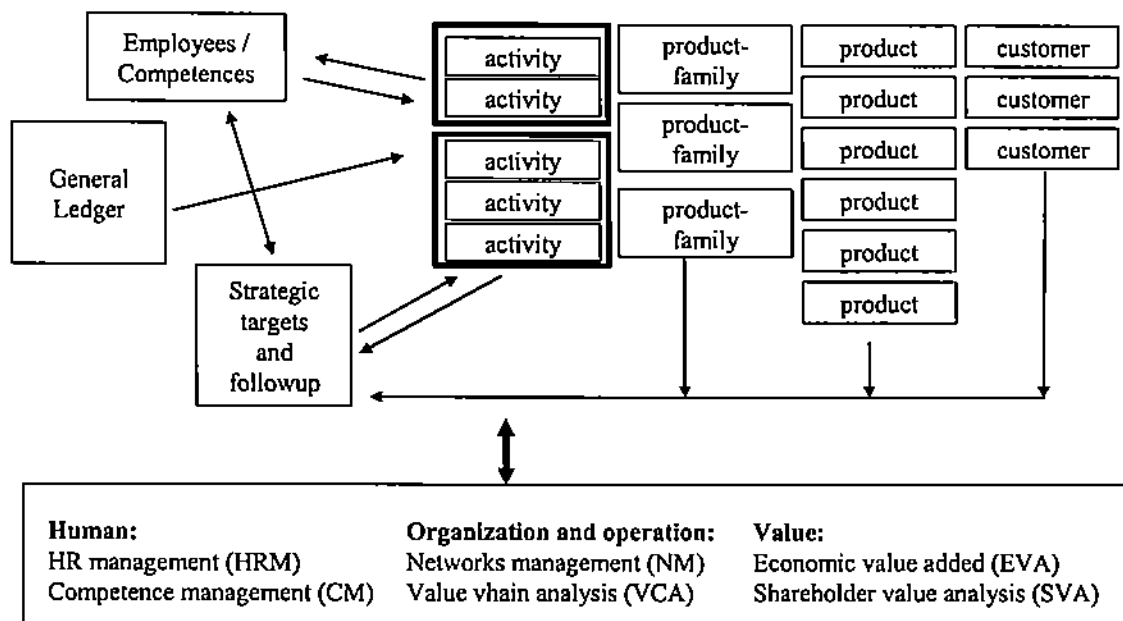 Employees /
Competences
General
Ledger
Strategic
targets
and
followup
activity
activity
activity
activity
activity
product-
family
product-
family
product-
family
product
product
product
product
product
product
customer
customer
customer
Human:
HR management (HRM)
Competence management (CM)
Organization and operation:
Networks management (NM)
Value vhain analysis (VCA)
Value:
Economic value added (EVA)
Shareholder value analysis (SVA)